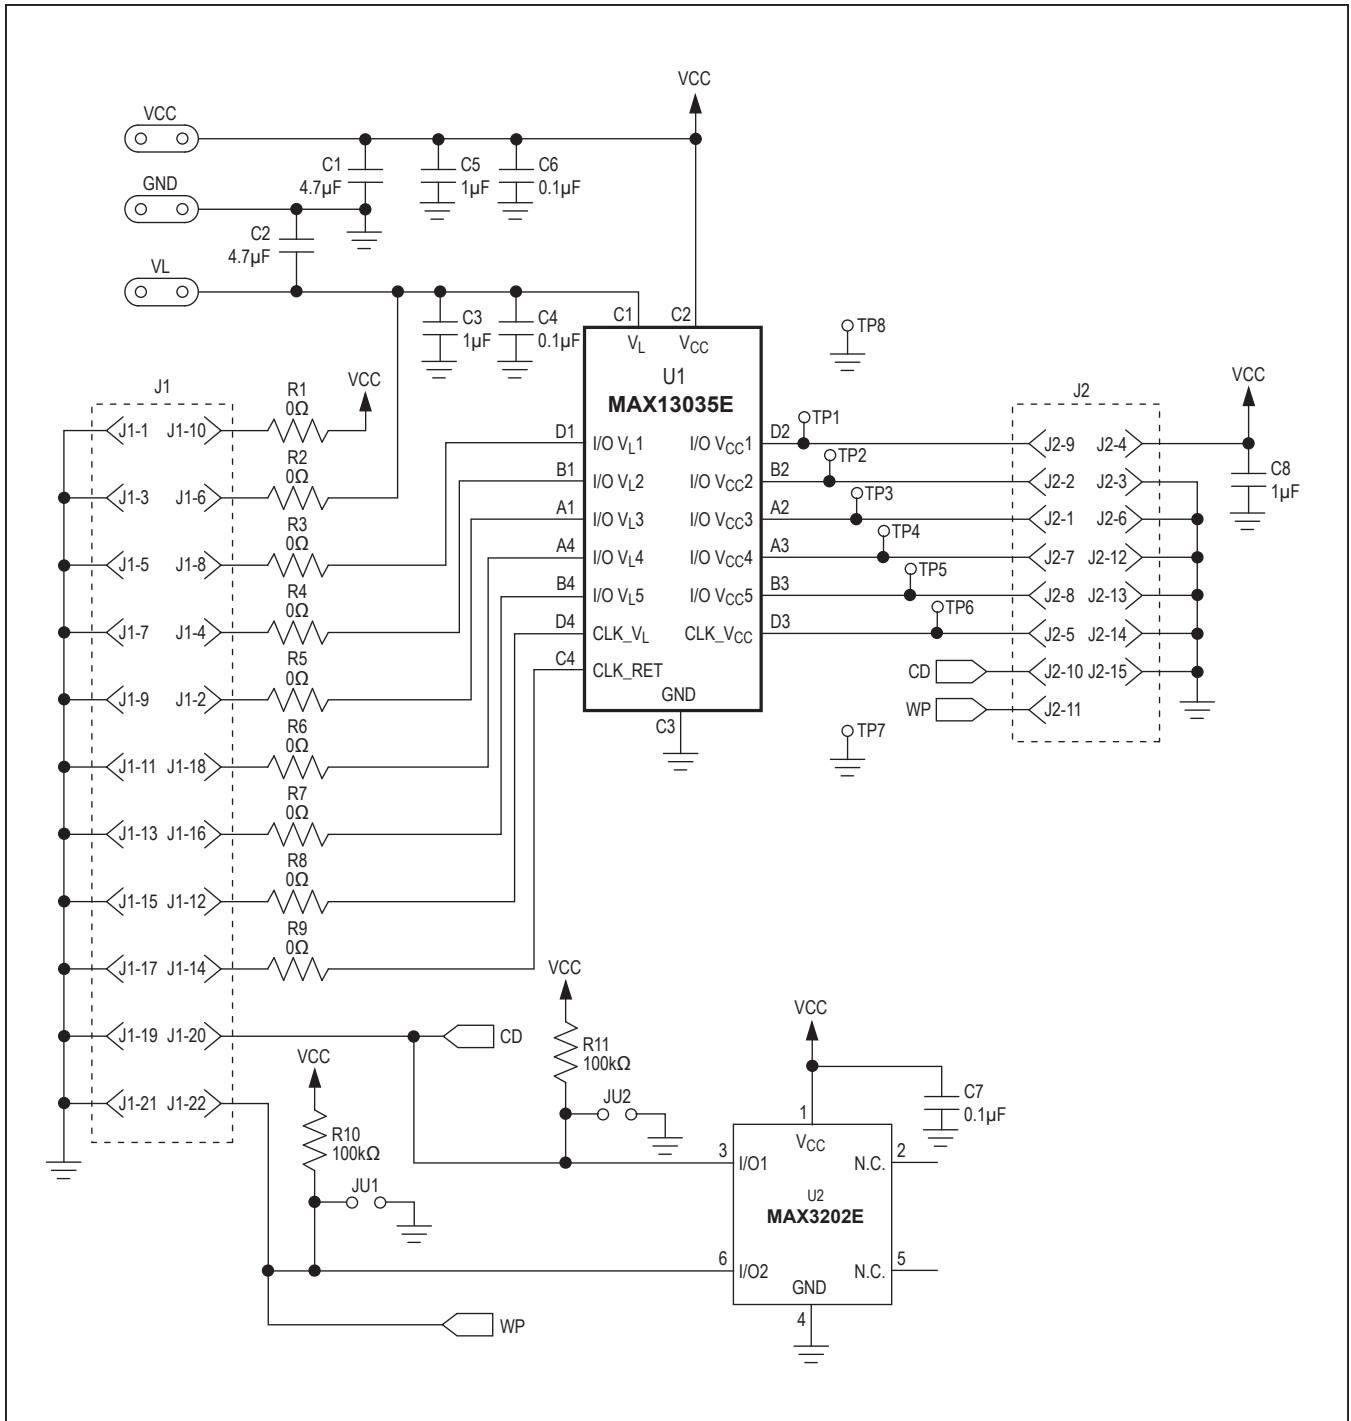 VCC
VCC
C1
4.7µF
C5
1µF
C6
0.1µF
GND
C2
4.7µF
VL
C3
1µF
C4
0.1µF
C1
C2
VL
VCC
U1
MAX13035E
TP8
J1
R1
0Ω
VCC
J1-1
J1-10
R2
0Ω
J1-3
J1-6
R3
0Ω
J1-5
J1-8
R4
0Ω
J1-7
J1-4
R5
0Ω
J1-9
J1-2
R6
0Ω
J1-11
J1-18
R7
0Ω
J1-13
J1-16
R8
0Ω
J1-15
J1-12
R9
0Ω
J1-17
J1-14
J1-19
J1-20
CD
J1-21
J1-22
D1
I/O VL1
B1
I/O VL2
A1
I/O VL3
A4
I/O VL4
B4
I/O VL5
D4
CLK_VL
C4
CLK_RET
I/O VCC1
D2
I/O VCC2
B2
I/O VCC3
A2
I/O VCC4
A3
I/O VCC5
B3
CLK_VCC
D3
GND
C3
TP1
TP2
TP3
TP4
TP5
TP6
TP7
J2
VCC
C8
1µF
J2-9
J2-4
J2-2
J2-3
J2-1
J2-6
J2-7
J2-12
J2-8
J2-13
J2-5
J2-14
CD
J2-10
J2-15
WP
J2-11
VCC
R11
100kΩ
JU2
VCC
R10
100kΩ
JU1
WP
VCC
C7
0.1µF
1
VCC
3
I/O1
N.C.
2
U2
MAX3202E
6
I/O2
N.C.
5
GND
4